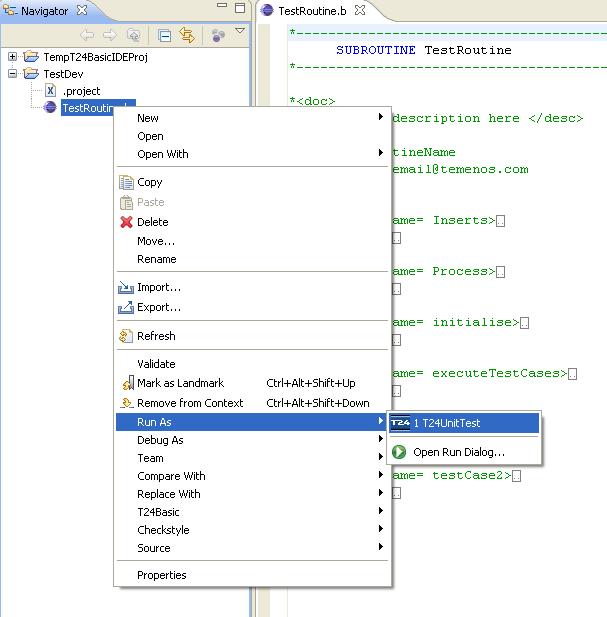 Navigator
TempT24BasicIDEProj
TestDev
.project
TestRoutine.b
New
Open
Open With
Copy
Paste
Delete
Move...
Rename
Import...
Export...
Refresh
Validate
Mark as Landmark Ctrl+Alt+Shift+Up
Remove from Context Ctrl+Alt+Shift+Down
Run As
Debug As
Team
Compare With
Replace With
T24Basic
Checkstyle
Source
Properties
T24 1 T24UnitTest
Open Run Dialog...
TestRoutine.b
*-----------------------------------
SUBROUTINE TestRoutine
*-----------------------------------
*<doc>
description here </desc>
tineName
email@temenos.com
ame= Inserts>
ame= Process>
ame= initialise>
ame= executeTestCases>
ame= testCase2>